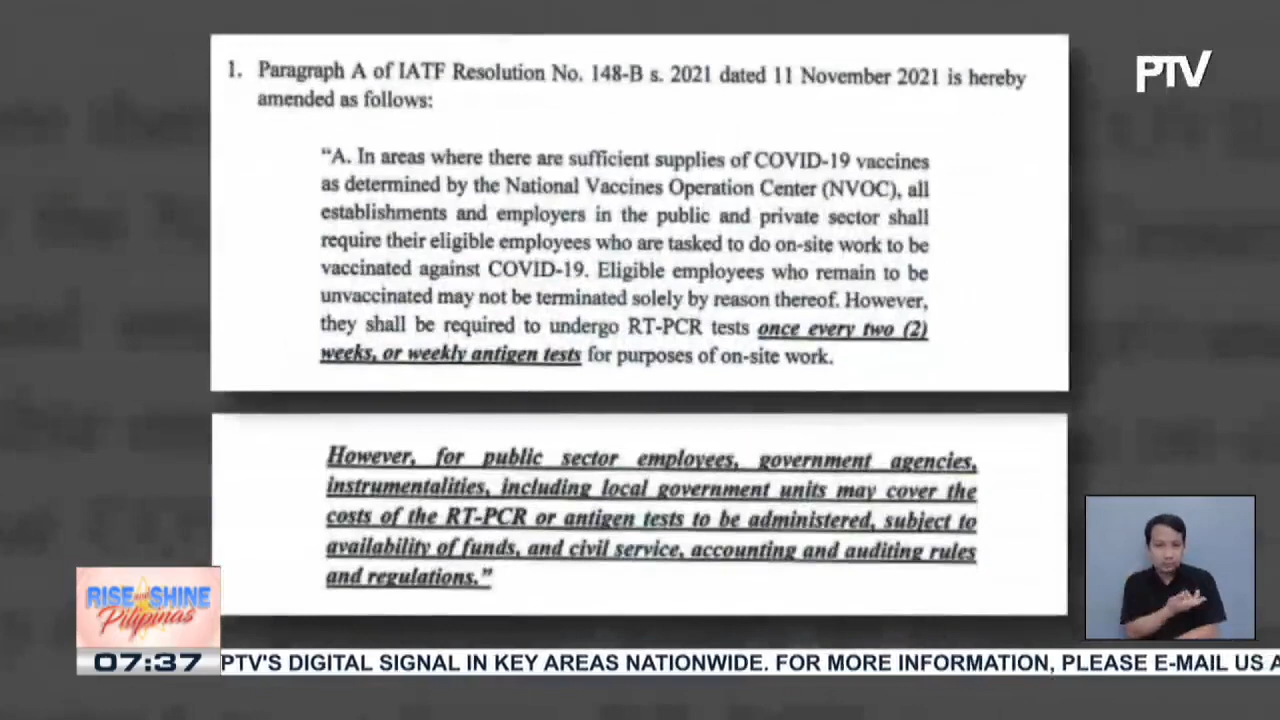 1. Paragraph A of IATF Resolution No. 148-B s. 2021 dated 11 November 2021 is hereby
amended as follows:
"A. In areas where there are sufficient supplies of COVID-19 vaccines
as determined by the National Vaccines Operation Center (NVOC), all
establishments and employers in the public and private sector shall
require their eligible employees who are tasked to do on-site work to be
vaccinated against COVID-19. Eligible employees who remain to be
unvaccinated may not be terminated solely by reason thereof. However,
they shall be required to undergo RT-PCR tests once every two (2)
weeks, or weekly antigen tests for purposes of on-site work.
However, for public sector employees, government agencies,
instrumentalities, including local government units may cover the
costs of the RT-PCR or antigen tests to be administered, subject to
availability of funds, and civil service, accounting and auditing rules
and regulations."
PTV
RISE AND SHINE
Pilipinas
07:37
PTV'S DIGITAL SIGNAL IN KEY AREAS NATIONWIDE. FOR MORE INFORMATION, PLEASE E-MAIL US A